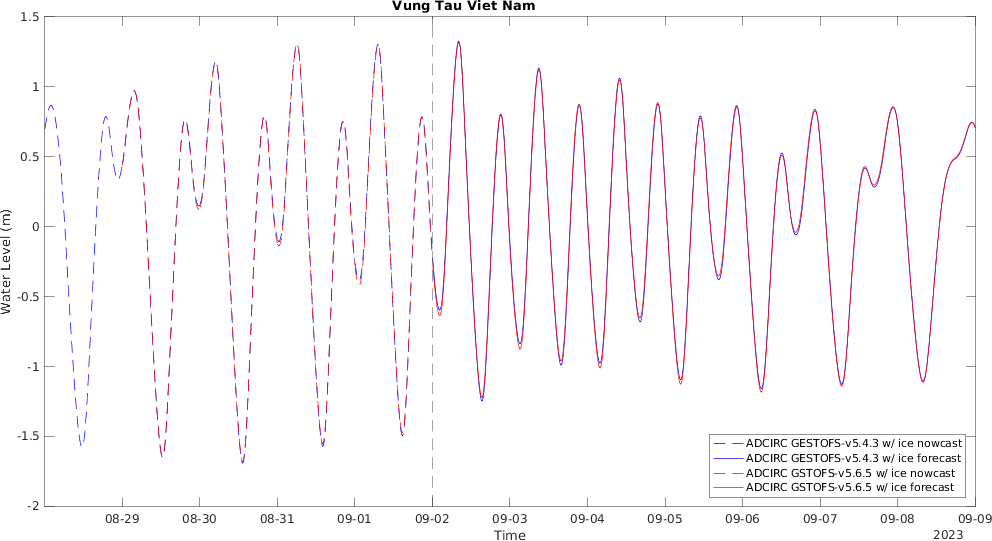 Vung Tau Viet Nam
Water Level (m)
1.5
1
0.5
0
-0.5
-1
-1.5
-2
ADCIRC GESTOFS-v5.4.3 w/ ice nowcast
ADCIRC GESTOFS-v5.4.3 w/ ice forecast
ADCIRC GSTOFS-v5.6.5 w/ ice nowcast
ADCIRC GSTOFS-v5.6.5 w/ ice forecast
08-29 08-30 08-31 09-01 09-02 09-03 09-04 09-05 09-06 09-07 09-08 09-09
Time
2023